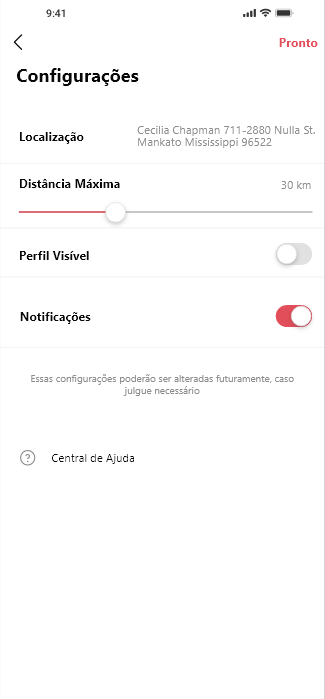 9:41
Pronto
Configurações
Localização
Cecilia Chapman 711-2880 Nulla St.
Mankato Mississippi 96522
Distância Máxima
30 km
Perfil Visível
Notificações
Essas configurações poderão ser alteradas futuramente, caso
julgue necessário
? Central de Ajuda